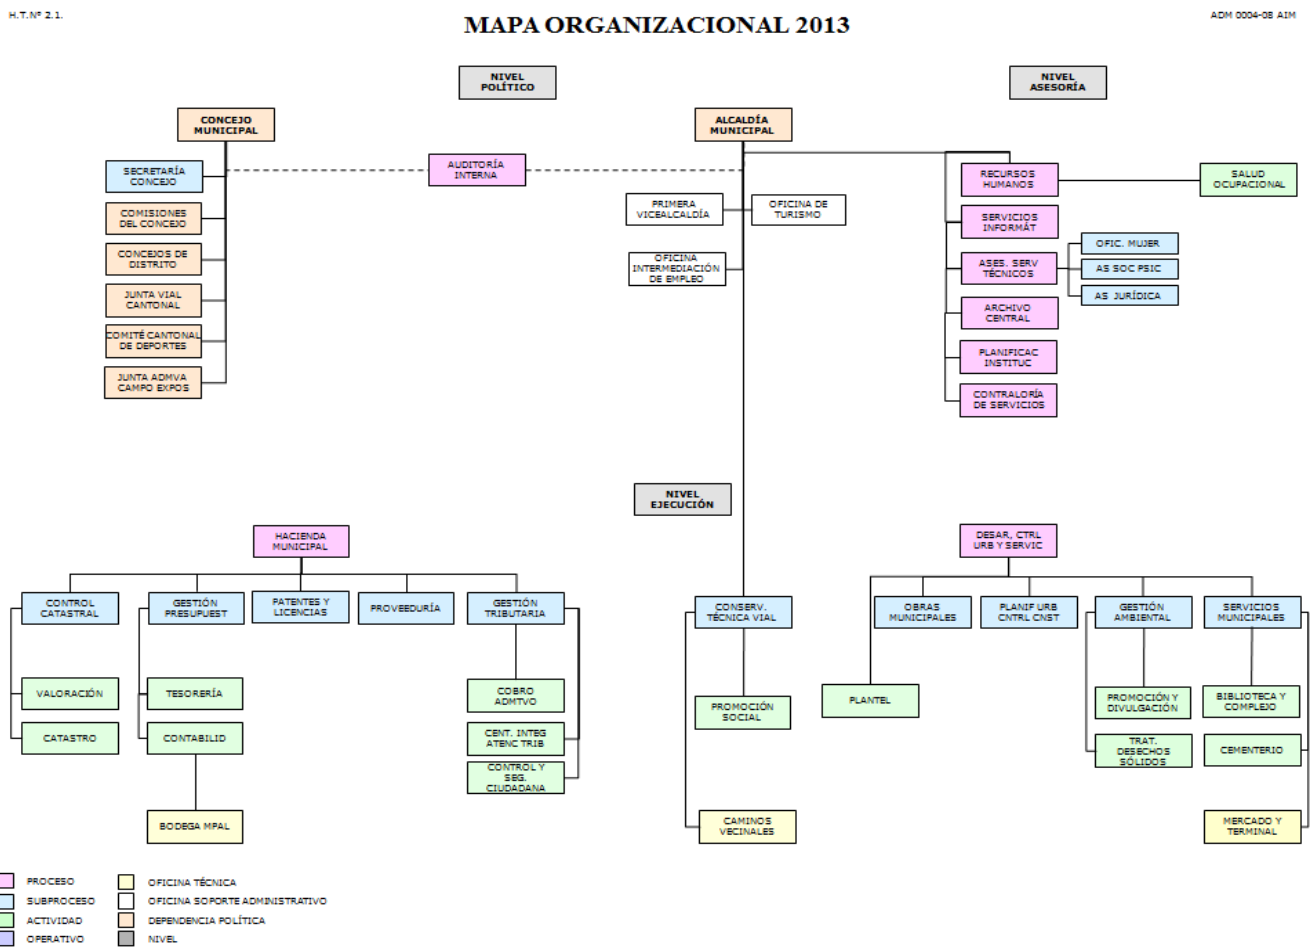 H.T.Nº 2.1.
MAPA ORGANIZACIONAL 2013
ADM 0004-08 AIM
NIVEL
POLÍTICO
NIVEL
ASESORÍA
CONCEJO
MUNICIPAL
ALCALDÍA
MUNICIPAL
AUDITORÍA
INTERNA
SECRETARÍA
CONCEJO
COMISIONES
DEL CONCEJO
CONCEJOS DE
DISTRITO
JUNTA VIAL
CANTONAL
COMITÉ CANTONAL
DE DEPORTES
JUNTA ADMVA
CAMPO EXPOS
PRIMERA
VICEALCALDÍA
OFICINA DE
TURISMO
OFICINA
INTERMEDIACIÓN
DE EMPLEO
RECURSOS
HUMANOS
SALUD
OCUPACIONAL
SERVICIOS
INFORMÁT
ASES. SERV
TÉCNICOS
OFIC. MUJER
AS SOC PSIC
AS JURÍDICA
ARCHIVO
CENTRAL
PLANIFICAC
INSTITUC
CONTRALORÍA
DE SERVICIOS
NIVEL
EJECUCIÓN
HACIENDA
MUNICIPAL
DESAR, CTRL
URB Y SERVIC
CONTROL
CATASTRAL
GESTIÓN
PRESUPUEST
PATENTES Y
LICENCIAS
PROVEEDURÍA
GESTIÓN
TRIBUTARIA
CONSERV.
TÉCNICA VIAL
OBRAS
MUNICIPALES
PLANIF URB
CNTRL CNST
GESTIÓN
AMBIENTAL
SERVICIOS
MUNICIPALES
VALORACIÓN
TESORERÍA
COBRO
ADMTVO
PROMOCIÓN
SOCIAL
PLANTEL
PROMOCIÓN Y
DIVULGACIÓN
BIBLIOTECA Y
COMPLEJO
CATASTRO
CONTABILID
CENT. INTEG
ATENC TRIB
TRAT.
DESECHOS
SÓLIDOS
CEMENTERIO
CONTROL Y
SEG.
CIUDADANA
BODEGA MPAL
CAMINOS
VECINALES
MERCADO Y
TERMINAL
PROCESO
SUBPROCESO
ACTIVIDAD
OPERATIVO
OFICINA TÉCNICA
OFICINA SOPORTE ADMINISTRATIVO
DEPENDENCIA POLÍTICA
NIVEL